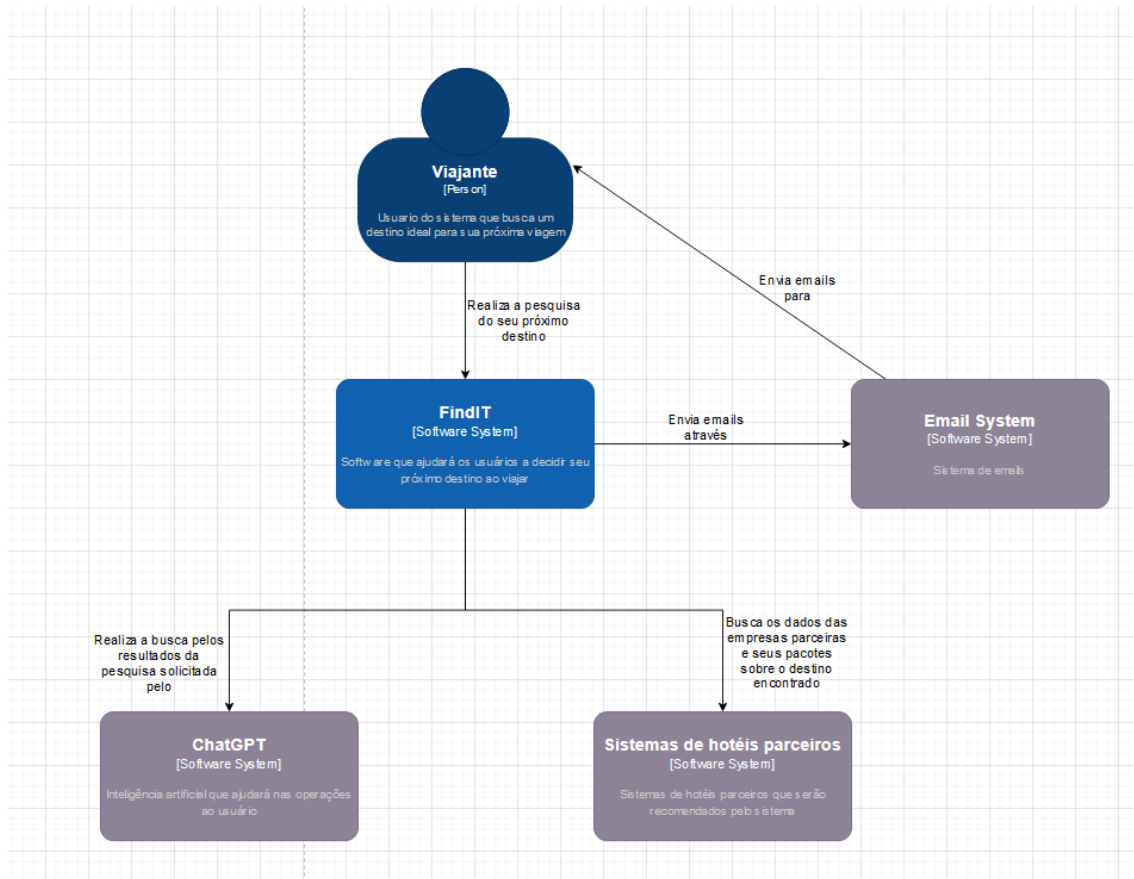 Viajante
[Person]
Usuario do sistema que busca um
destino ideal para sua próxima viagem
Envia emails
para
Realiza a pesquisa
do seu próximo
destino
FindIT
[Software System]
Software que ajudará os usuários a decidir seu
próximo destino ao viajar
Envia emails
através
Email System
[Software System]
Sistema de emails
Realiza a busca pelos
resultados da
pesquisa solicitada
pelo
Busca os dados das
empresas parceiras
e seus pacotes
sobre o destino
encontrado
ChatGPT
[Software System]
Inteligência artificial que ajudará nas operações
ao usuário
Sistemas de hotéis parceiros
[Software System]
Sistemas de hotéis parceiros que serão
recomendados pelo sistema